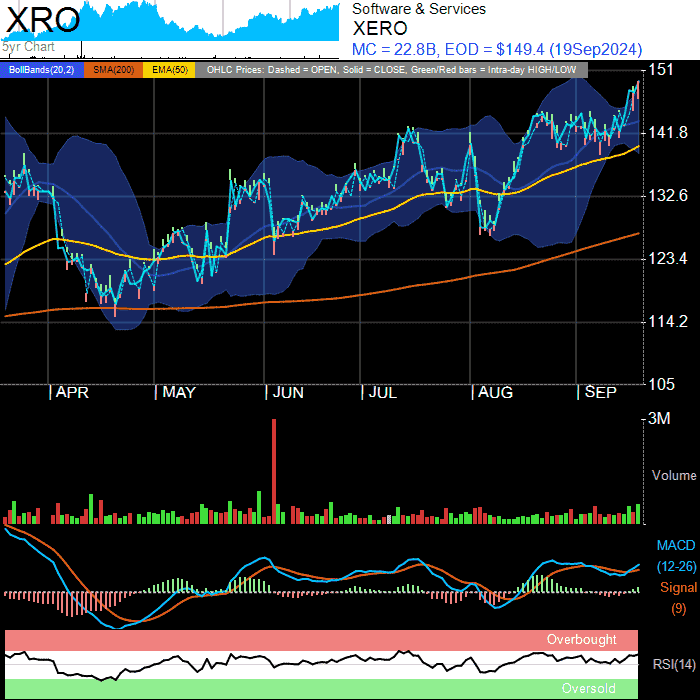 XRO
5yr Chart
Software & Services
XERO
MC = 22.8B, EOD = $149.4 (19Sep2024)
BollBands(20,2) SMA(200) EMA(50) OHLC Prices: Dashed = OPEN, Solid = CLOSE, Green/Red bars = Intra-day HIGH/LOW
151
141.8
132.6
123.4
114.2
105
APR MAY JUN JUL AUG SEP
3M
Volume
MACD
(12-26)
Signal
(9)
Overbought
RSI(14)
Oversold